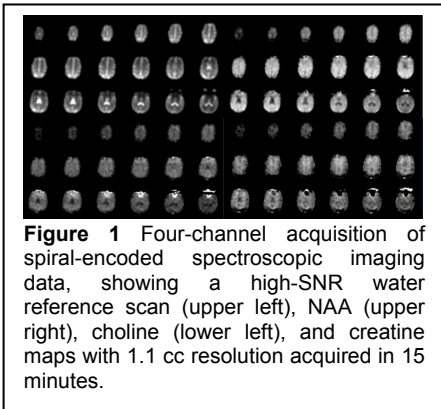 Figure 1 Four-channel acquisition of
spiral-encoded spectroscopic imaging
data, showing a high-SNR water
reference scan (upper left), NAA (upper
right), choline (lower left), and creatine
maps with 1.1 cc resolution acquired in 15
minutes.